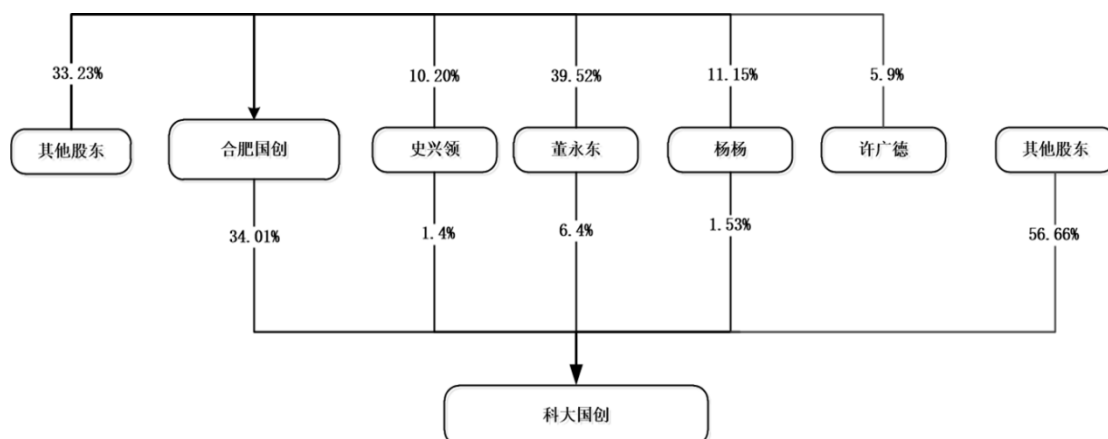 33.23%
10.20%
39.52%
11.15%
5.9%
其他股东
合肥国创
史兴领
董永东
杨杨
许广德
其他股东
34.01%
1.4%
6.4%
1.53%
56.66%
科大国创